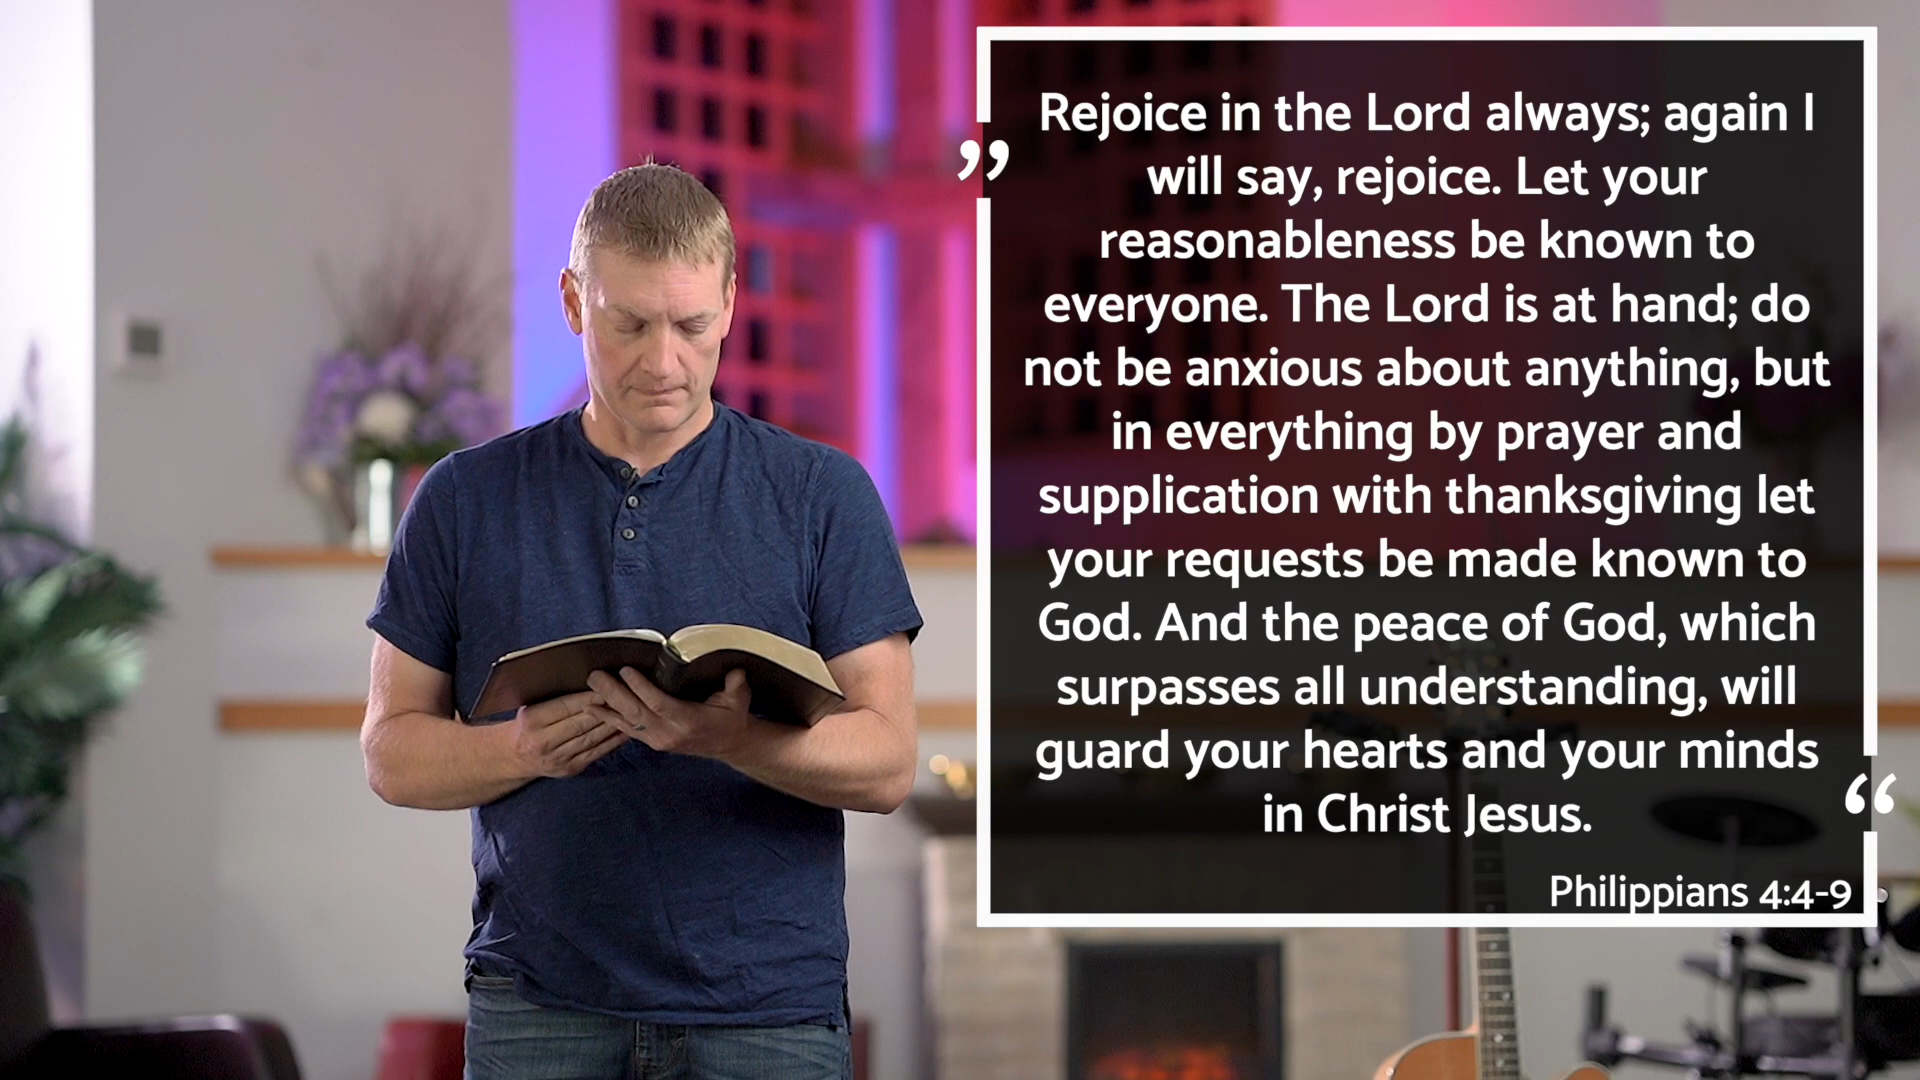 Rejoice in the Lord always; again I
will say, rejoice. Let your
reasonableness be known to
everyone. The Lord is at hand; do
not be anxious about anything, but
in everything by prayer and
supplication with thanksgiving let
your requests be made known to
God. And the peace of God, which
surpasses all understanding, will
guard your hearts and your minds
in Christ Jesus.
Philippians 4:4-9